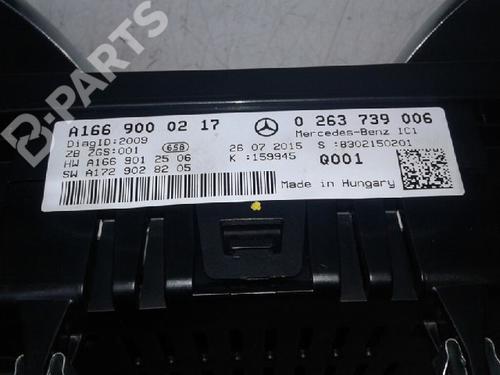 A166 900 02 17 0 263 739 006
DiagID:2009 Mercedes-Benz IC1
ZB ZGS:001 658 26 07 2015 S :8302150201
HW A166 901 25 06 K :159945 Q001
SW A172 902 82 05
Made in Hungary
B-PARTS